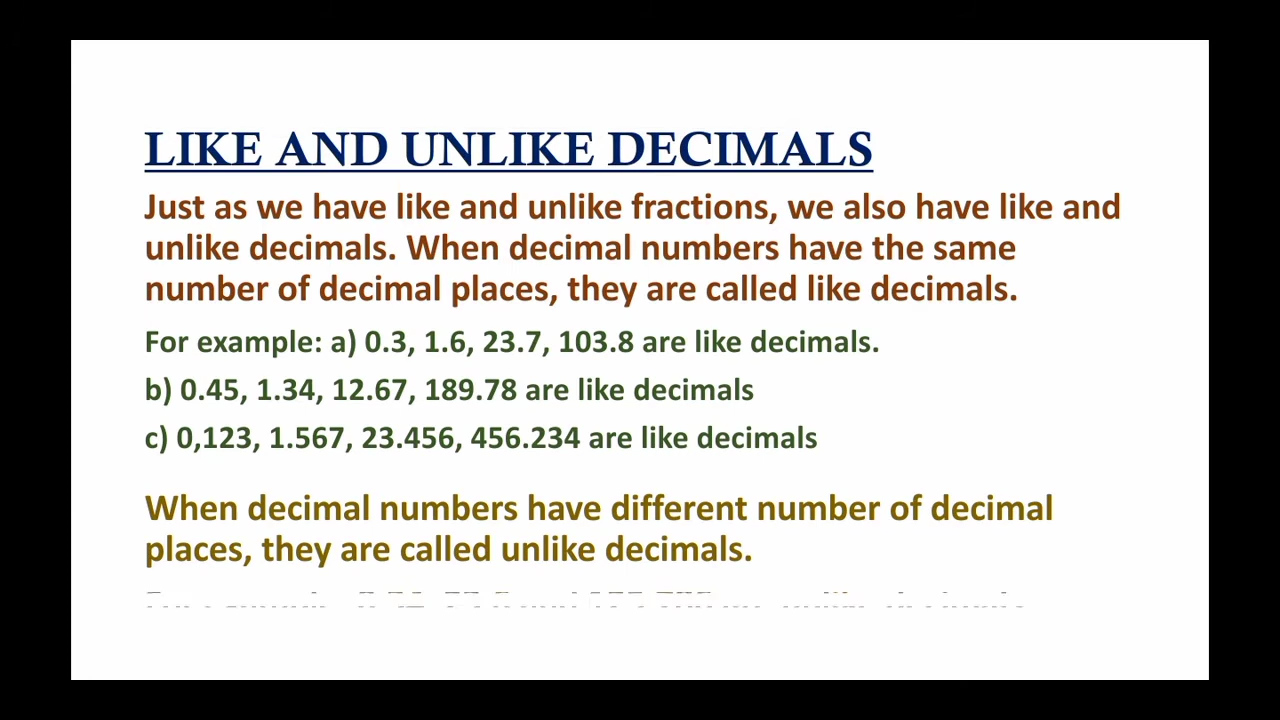 LIKE AND UNLIKE DECIMALS
Just as we have like and unlike fractions, we also have like and
unlike decimals. When decimal numbers have the same
number of decimal places, they are called like decimals.
For example: a) 0.3, 1.6, 23.7, 103.8 are like decimals.
b) 0.45, 1.34, 12.67, 189.78 are like decimals
c) 0,123, 1.567, 23.456, 456.234 are like decimals
When decimal numbers have different number of decimal
places, they are called unlike decimals.